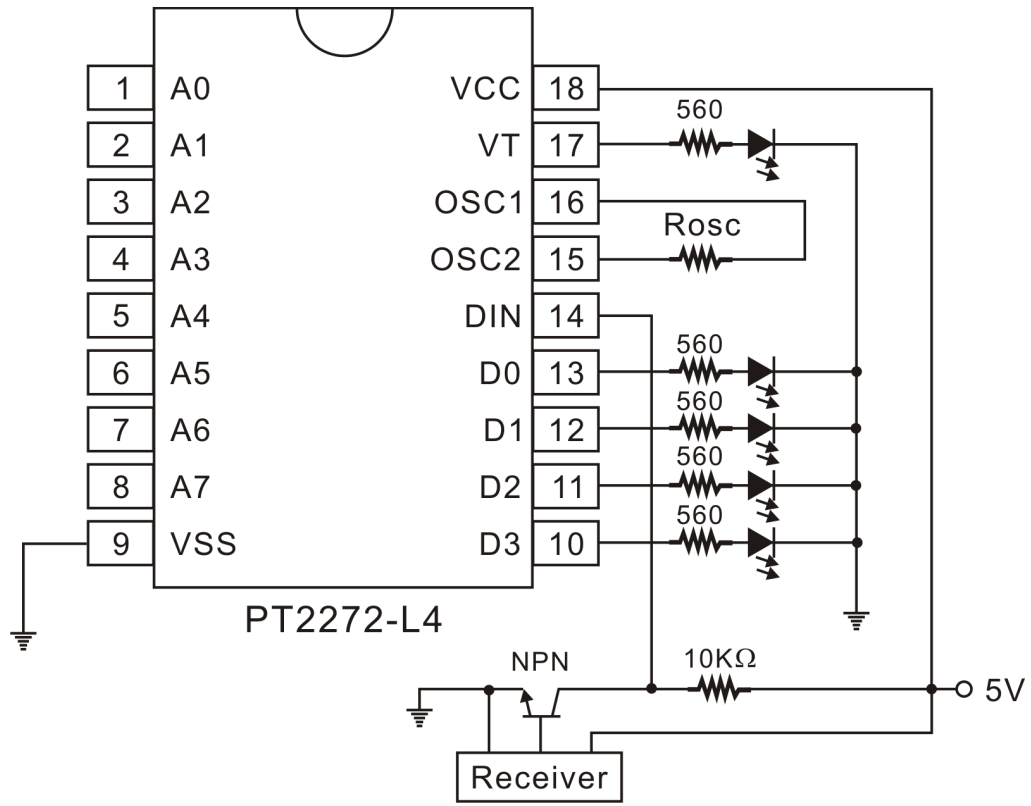 1 A0 VCC 18
560
2 A1 VT 17
3 A2 OSC1 16
Rosc
4 A3 OSC2 15
5 A4 DIN 14
560
6 A5 D0 13
560
7 A6 D1 12
560
8 A7 D2 11
560
9 VSS D3 10
PT2272-L4
NPN 10KΩ
5V
Receiver